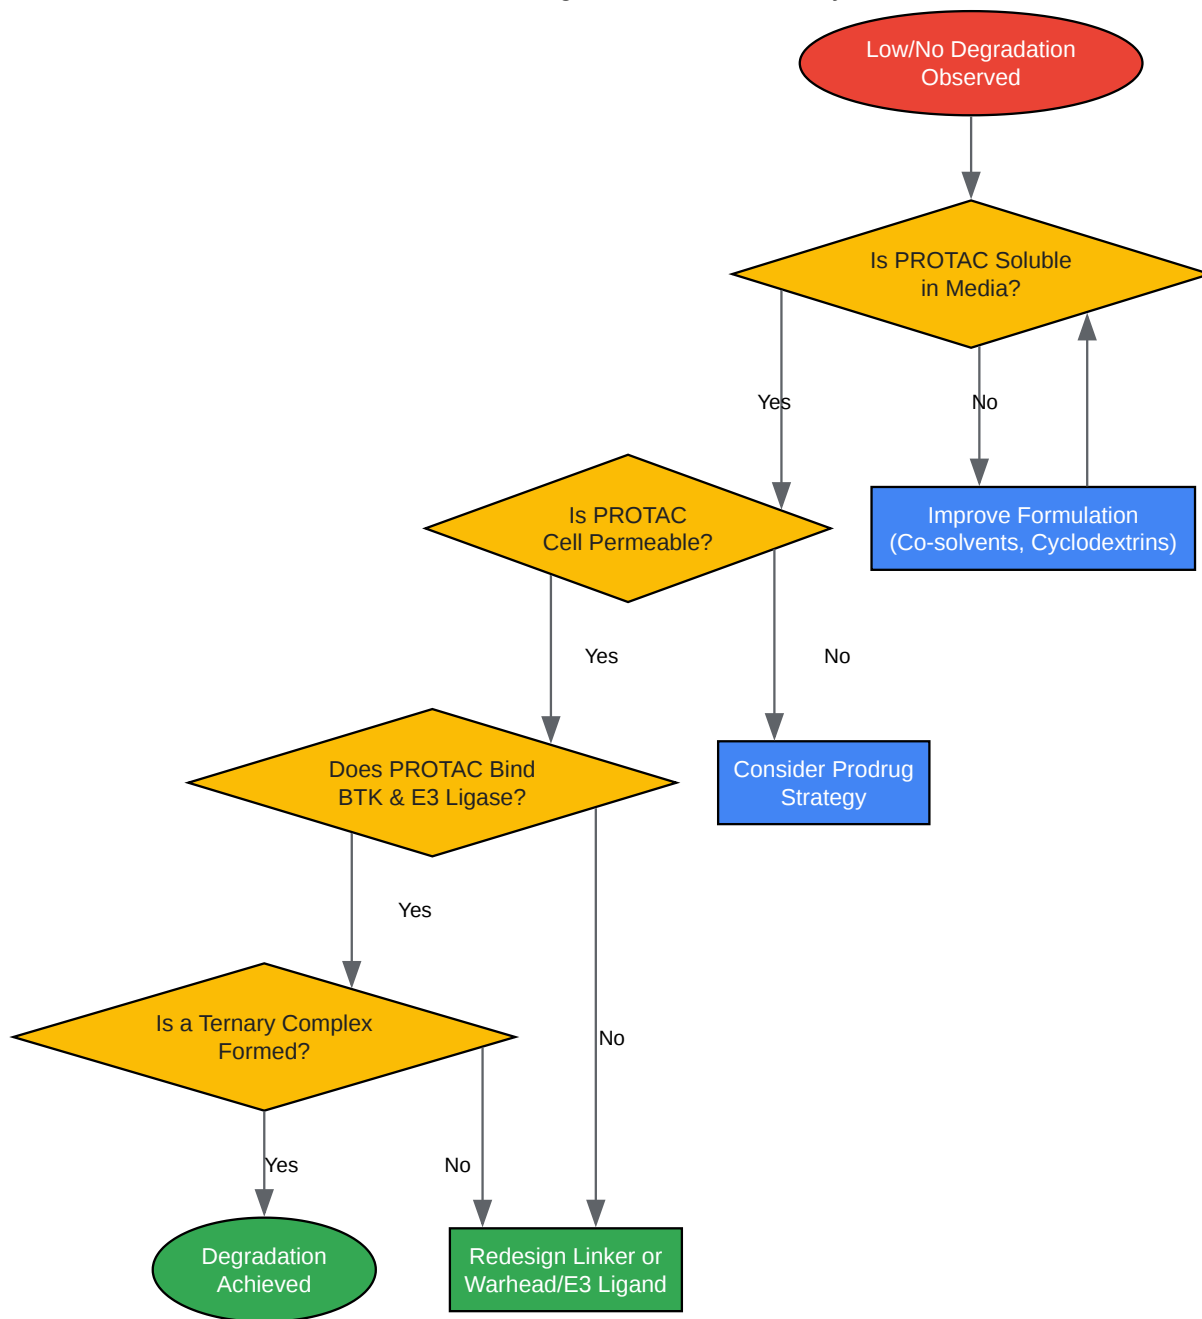 Low/No Degradation
Observed
Is PROTAC Soluble
in Media?
Yes
No
Is PROTAC
Cell Permeable?
Improve Formulation
(Co-solvents, Cyclodextrins)
Yes
No
Does PROTAC Bind
BTK & E3 Ligase?
Consider Prodrug
Strategy
Yes
Is a Ternary Complex
Formed?
No
Yes
No
Degradation
Achieved
Redesign Linker or
Warhead/E3 Ligand